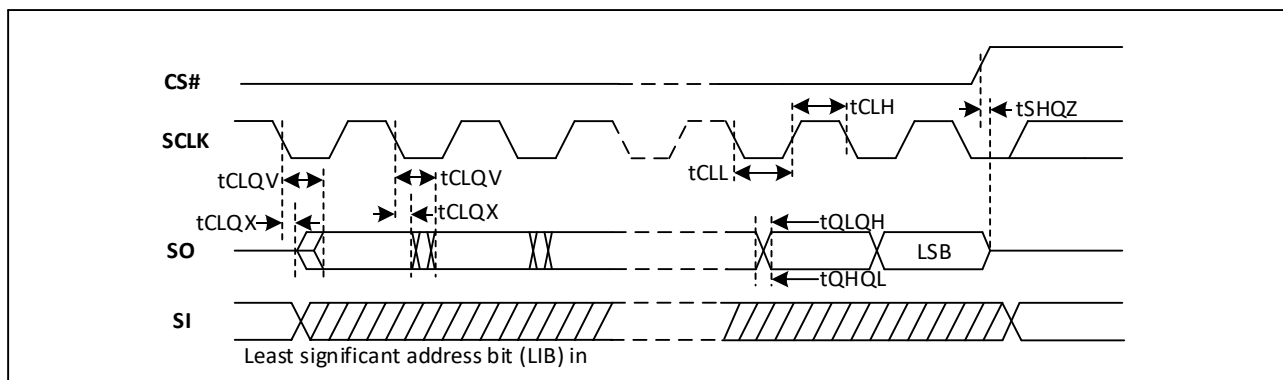 CS#
tCLH
tSHQZ
SCLK
tCLQV
tCLQV
tCLL
tCLQX
tCLQX
tQLQH
SO
LSB
tQHQL
SI
Least significant address bit (LIB) in